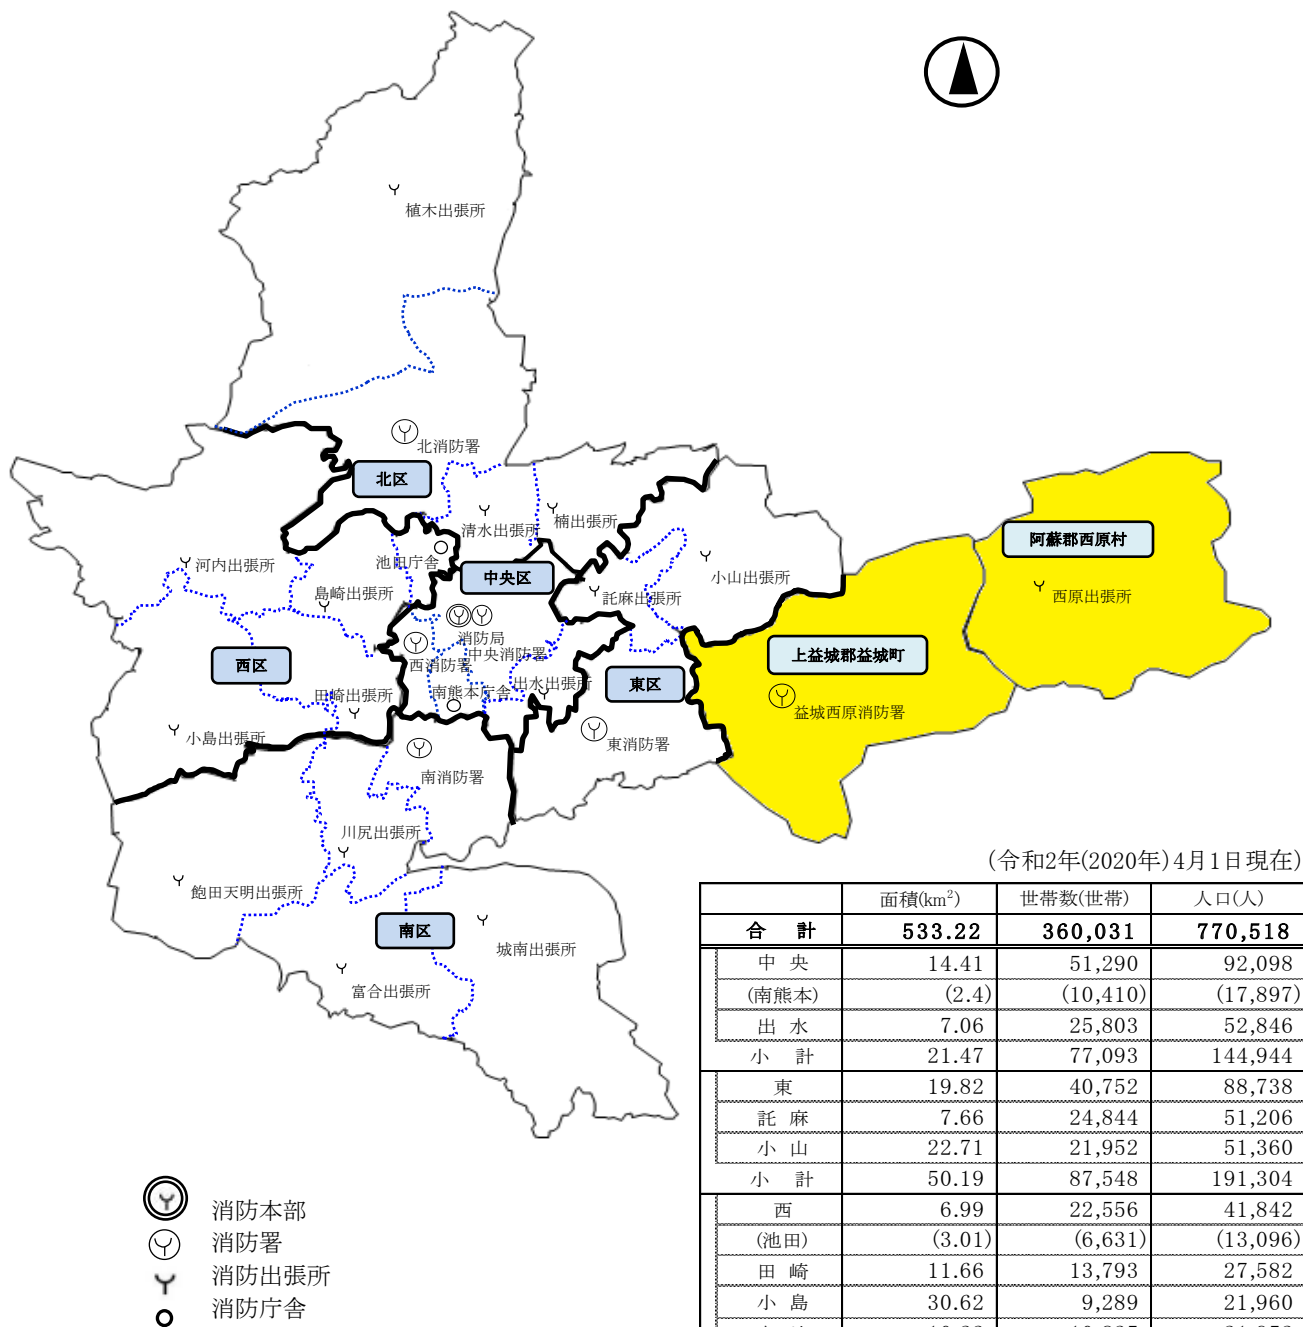 植木出張所
北消防署
北区
清水出張所
楠出張所
池田庁舎
中央区
河内出張所
島崎出張所
小山出張所
託麻出張所
阿蘇郡西原村
西原出張所
消防局
中央消防署
西消防署
西区
上益城郡益城町
東区
田崎出張所
南熊本庁舎
出水出張所
益城西原消防署
小島出張所
東消防署
南消防署
川尻出張所
飽田天明出張所
南区
城南出張所
富合出張所
(令和2年(2020年)4月1日現在)
面積(km²) 世帯数(世帯) 人口(人)
合 計 533.22 360,031 770,518
中 央 14.41 51,290 92,098
(南熊本) (2.4) (10,410) (17,897)
出 水 7.06 25,803 52,846
小 計 21.47 77,093 144,944
東 19.82 40,752 88,738
託 麻 7.66 24,844 51,206
小 山 22.71 21,952 51,360
小 計 50.19 87,548 191,304
西 6.99 22,556 41,842
(池田) (3.01) (6,631) (13,096)
田 崎 11.66 13,793 27,582
小 島 30.62 9,289 21,960
消防本部
消防署
消防出張所
消防庁舎